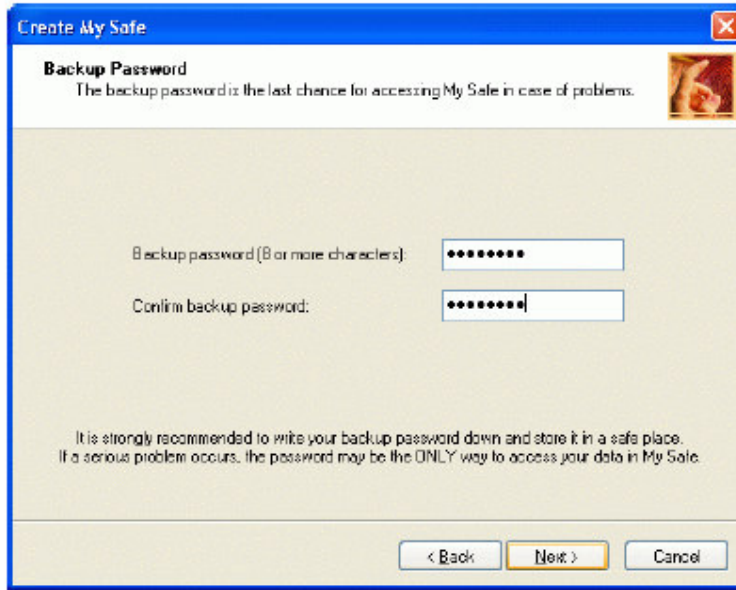 Create My Safe
Backup Password
The backup password is the last chance for accessing My Safe in case of problems.
Backup password (8 or more characters): ••••••••
Confirm backup password: ••••••••
It is strongly recommended to write your backup password down and store it in a safe place.
If a serious problem occurs, the password may be the ONLY way to access your data in My Safe.
< Back Next > Cancel